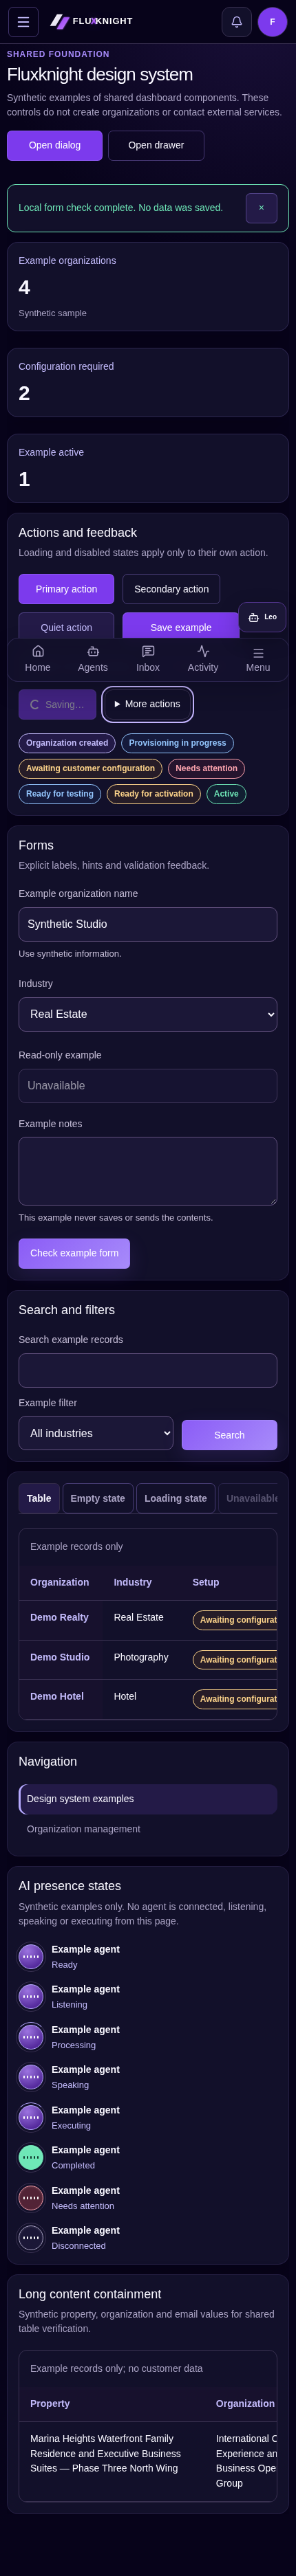 FLUXKNIGHT
F
SHARED FOUNDATION
Fluxknight design system
Synthetic examples of shared dashboard components. These
controls do not create organizations or contact external services.
Open dialog
Open drawer
Local form check complete. No data was saved.
×
Example organizations
4
Synthetic sample
Configuration required
2
Example active
1
Actions and feedback
Loading and disabled states apply only to their own action.
Primary action
Secondary action
Leo
Quiet action
Save example
Home
Agents
Inbox
Activity
Menu
Saving…
More actions
Organization created
Provisioning in progress
Awaiting customer configuration
Needs attention
Ready for testing
Ready for activation
Active
Forms
Explicit labels, hints and validation feedback.
Example organization name
Synthetic Studio
Use synthetic information.
Industry
Real Estate
Read-only example
Unavailable
Example notes
This example never saves or sends the contents.
Check example form
Search and filters
Search example records
Example filter
All industries
Search
Table
Empty state
Loading state
Unavailable
Example records only
Organization
Industry
Setup
Demo Realty
Real Estate
Awaiting configurat
Demo Studio
Photography
Awaiting configurat
Demo Hotel
Hotel
Awaiting configurat
Navigation
Design system examples
Organization management
AI presence states
Synthetic examples only. No agent is connected, listening,
speaking or executing from this page.
Example agent
Ready
Example agent
Listening
Example agent
Processing
Example agent
Speaking
Example agent
Executing
Example agent
Completed
Example agent
Needs attention
Example agent
Disconnected
Long content containment
Synthetic property, organization and email values for shared
table verification.
Example records only; no customer data
Property
Organization
Marina Heights Waterfront Family
Residence and Executive Business
Suites — Phase Three North Wing
International
Experience
Business
Group